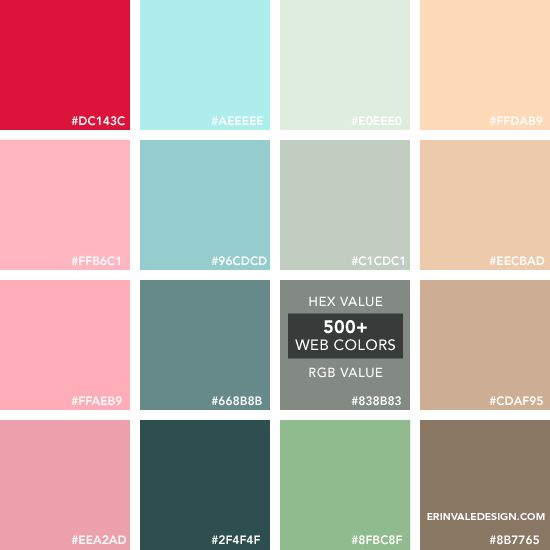 #DC143C
#AEEEEE
#E0EEE0
#FFDAB9
#FFB6C1
#96CDCD
#C1CDC1
#EECBAD
HEX VALUE
500+
WEB COLORS
RGB VALUE
#FFAEB9
#668B8B
#838B83
#CDAF95
ERINVALEDESIGN.COM
#EEA2AD
#2F4F4F
#8FBC8F
#8B7765